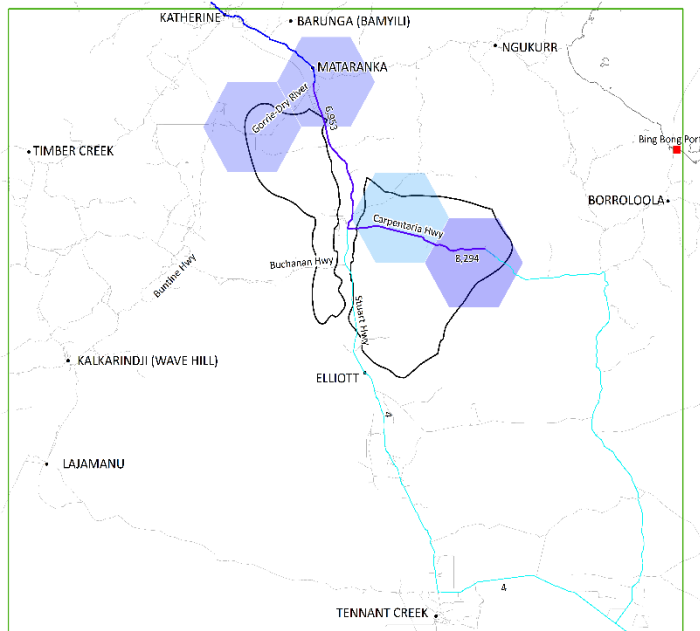 KATHERINE
BARUNGA (BAMYILI)
NGUKURR
MATARANKA
Gorrie-Dry River
6.953
Bing Bong Port
TIMBER CREEK
BORROLOOLA
Carpentaria Hwy
8.294
Buchanan Hwy
Buntine Hwy
Stuart Hwy
KALKARINDJI (WAVE HILL)
ELLIOTT
4
LAJAMANU
4
TENNANT CREEK